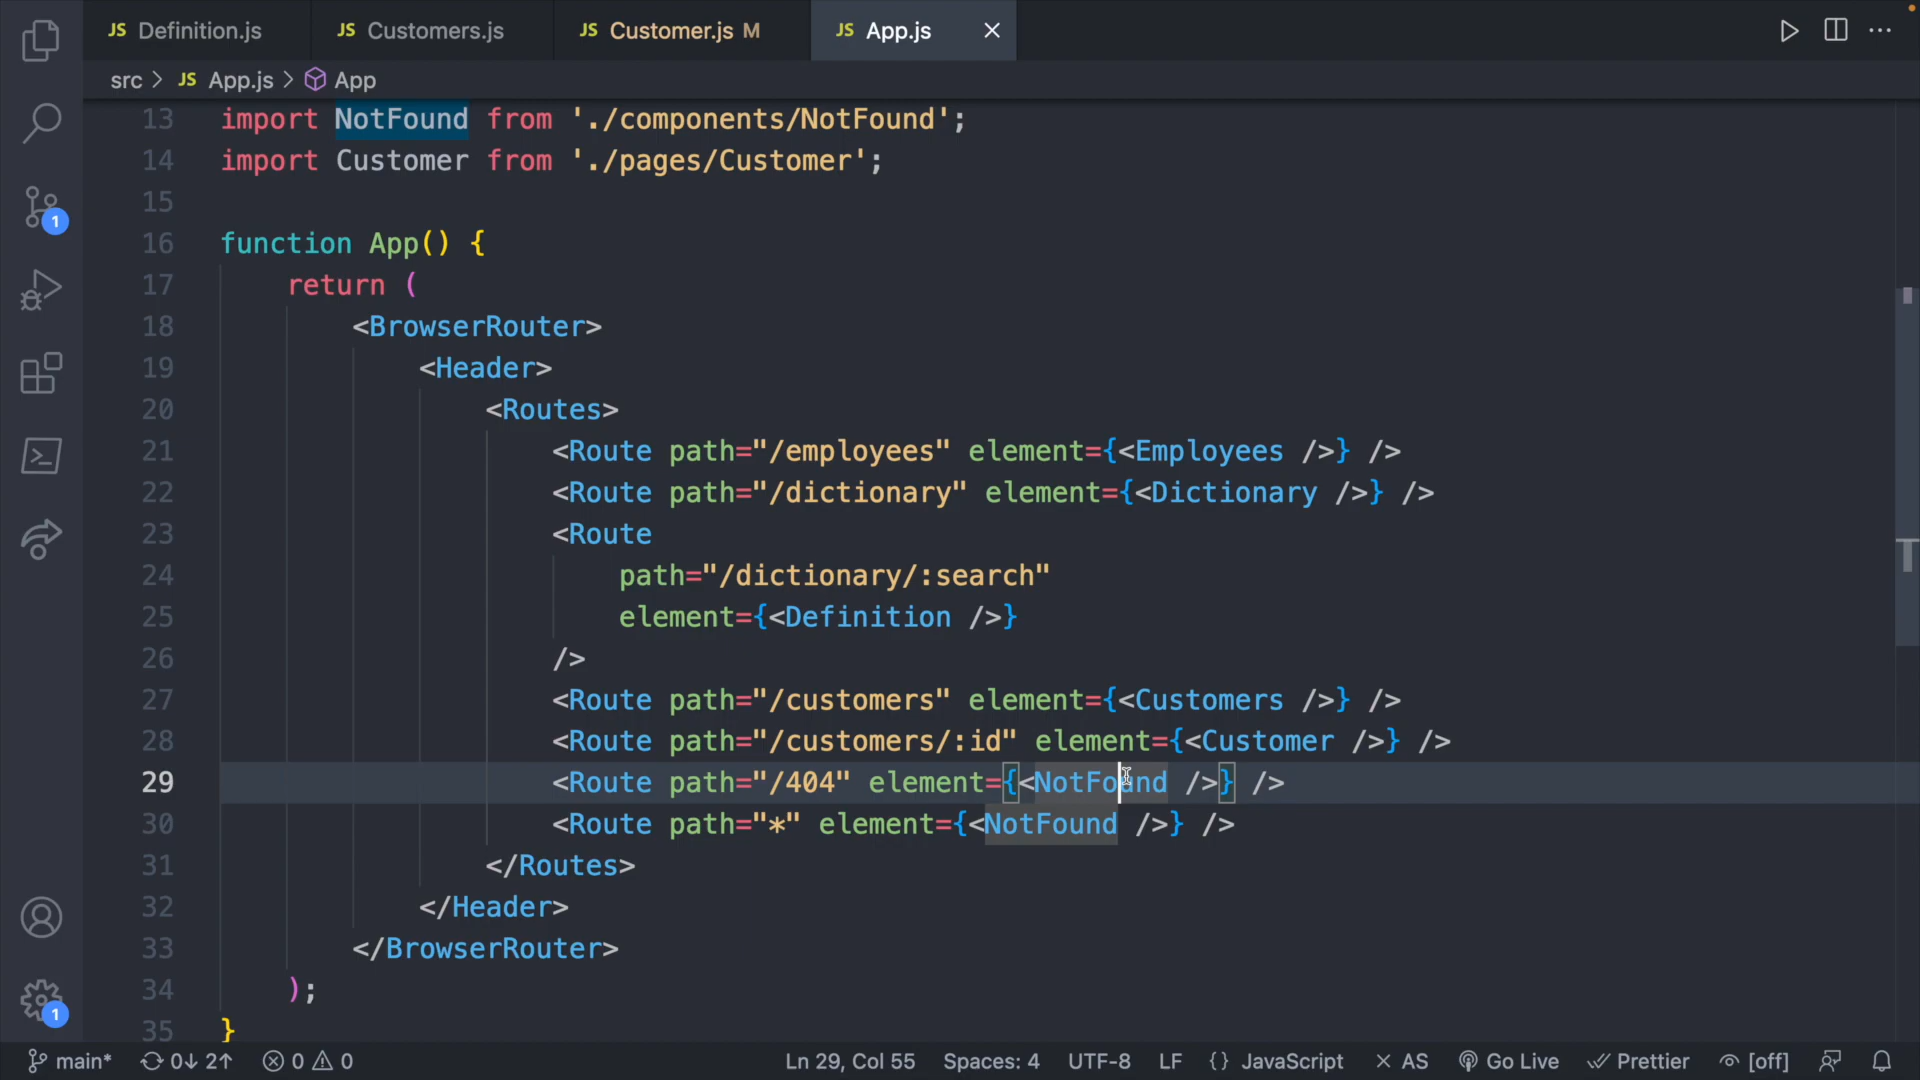 JS Definition.js JS Customers.js JS Customer.js M JS App.js
src > JS App.js > App
13 import NotFound from './components/NotFound';
14 import Customer from './pages/Customer';
15
16 function App() {
17 return (
18 <BrowserRouter>
19 <Header>
20 <Routes>
21 <Route path="/employees" element={<Employees />} />
22 <Route path="/dictionary" element={<Dictionary />} />
23 <Route
24 path="/dictionary/:search"
25 element={<Definition />}
26 />
27 <Route path="/customers" element={<Customers />} />
28 <Route path="/customers/:id" element={<Customer />} />
29 <Route path="/404" element={<NotFound />} />
30 <Route path="*" element={<NotFound />} />
31 </Routes>
32 </Header>
33 </BrowserRouter>
34 );
35 }
1
1
main* 0↓ 2↑ 0 0 Ln 29, Col 55 Spaces: 4 UTF-8 LF {} JavaScript × AS Go Live Prettier [off]